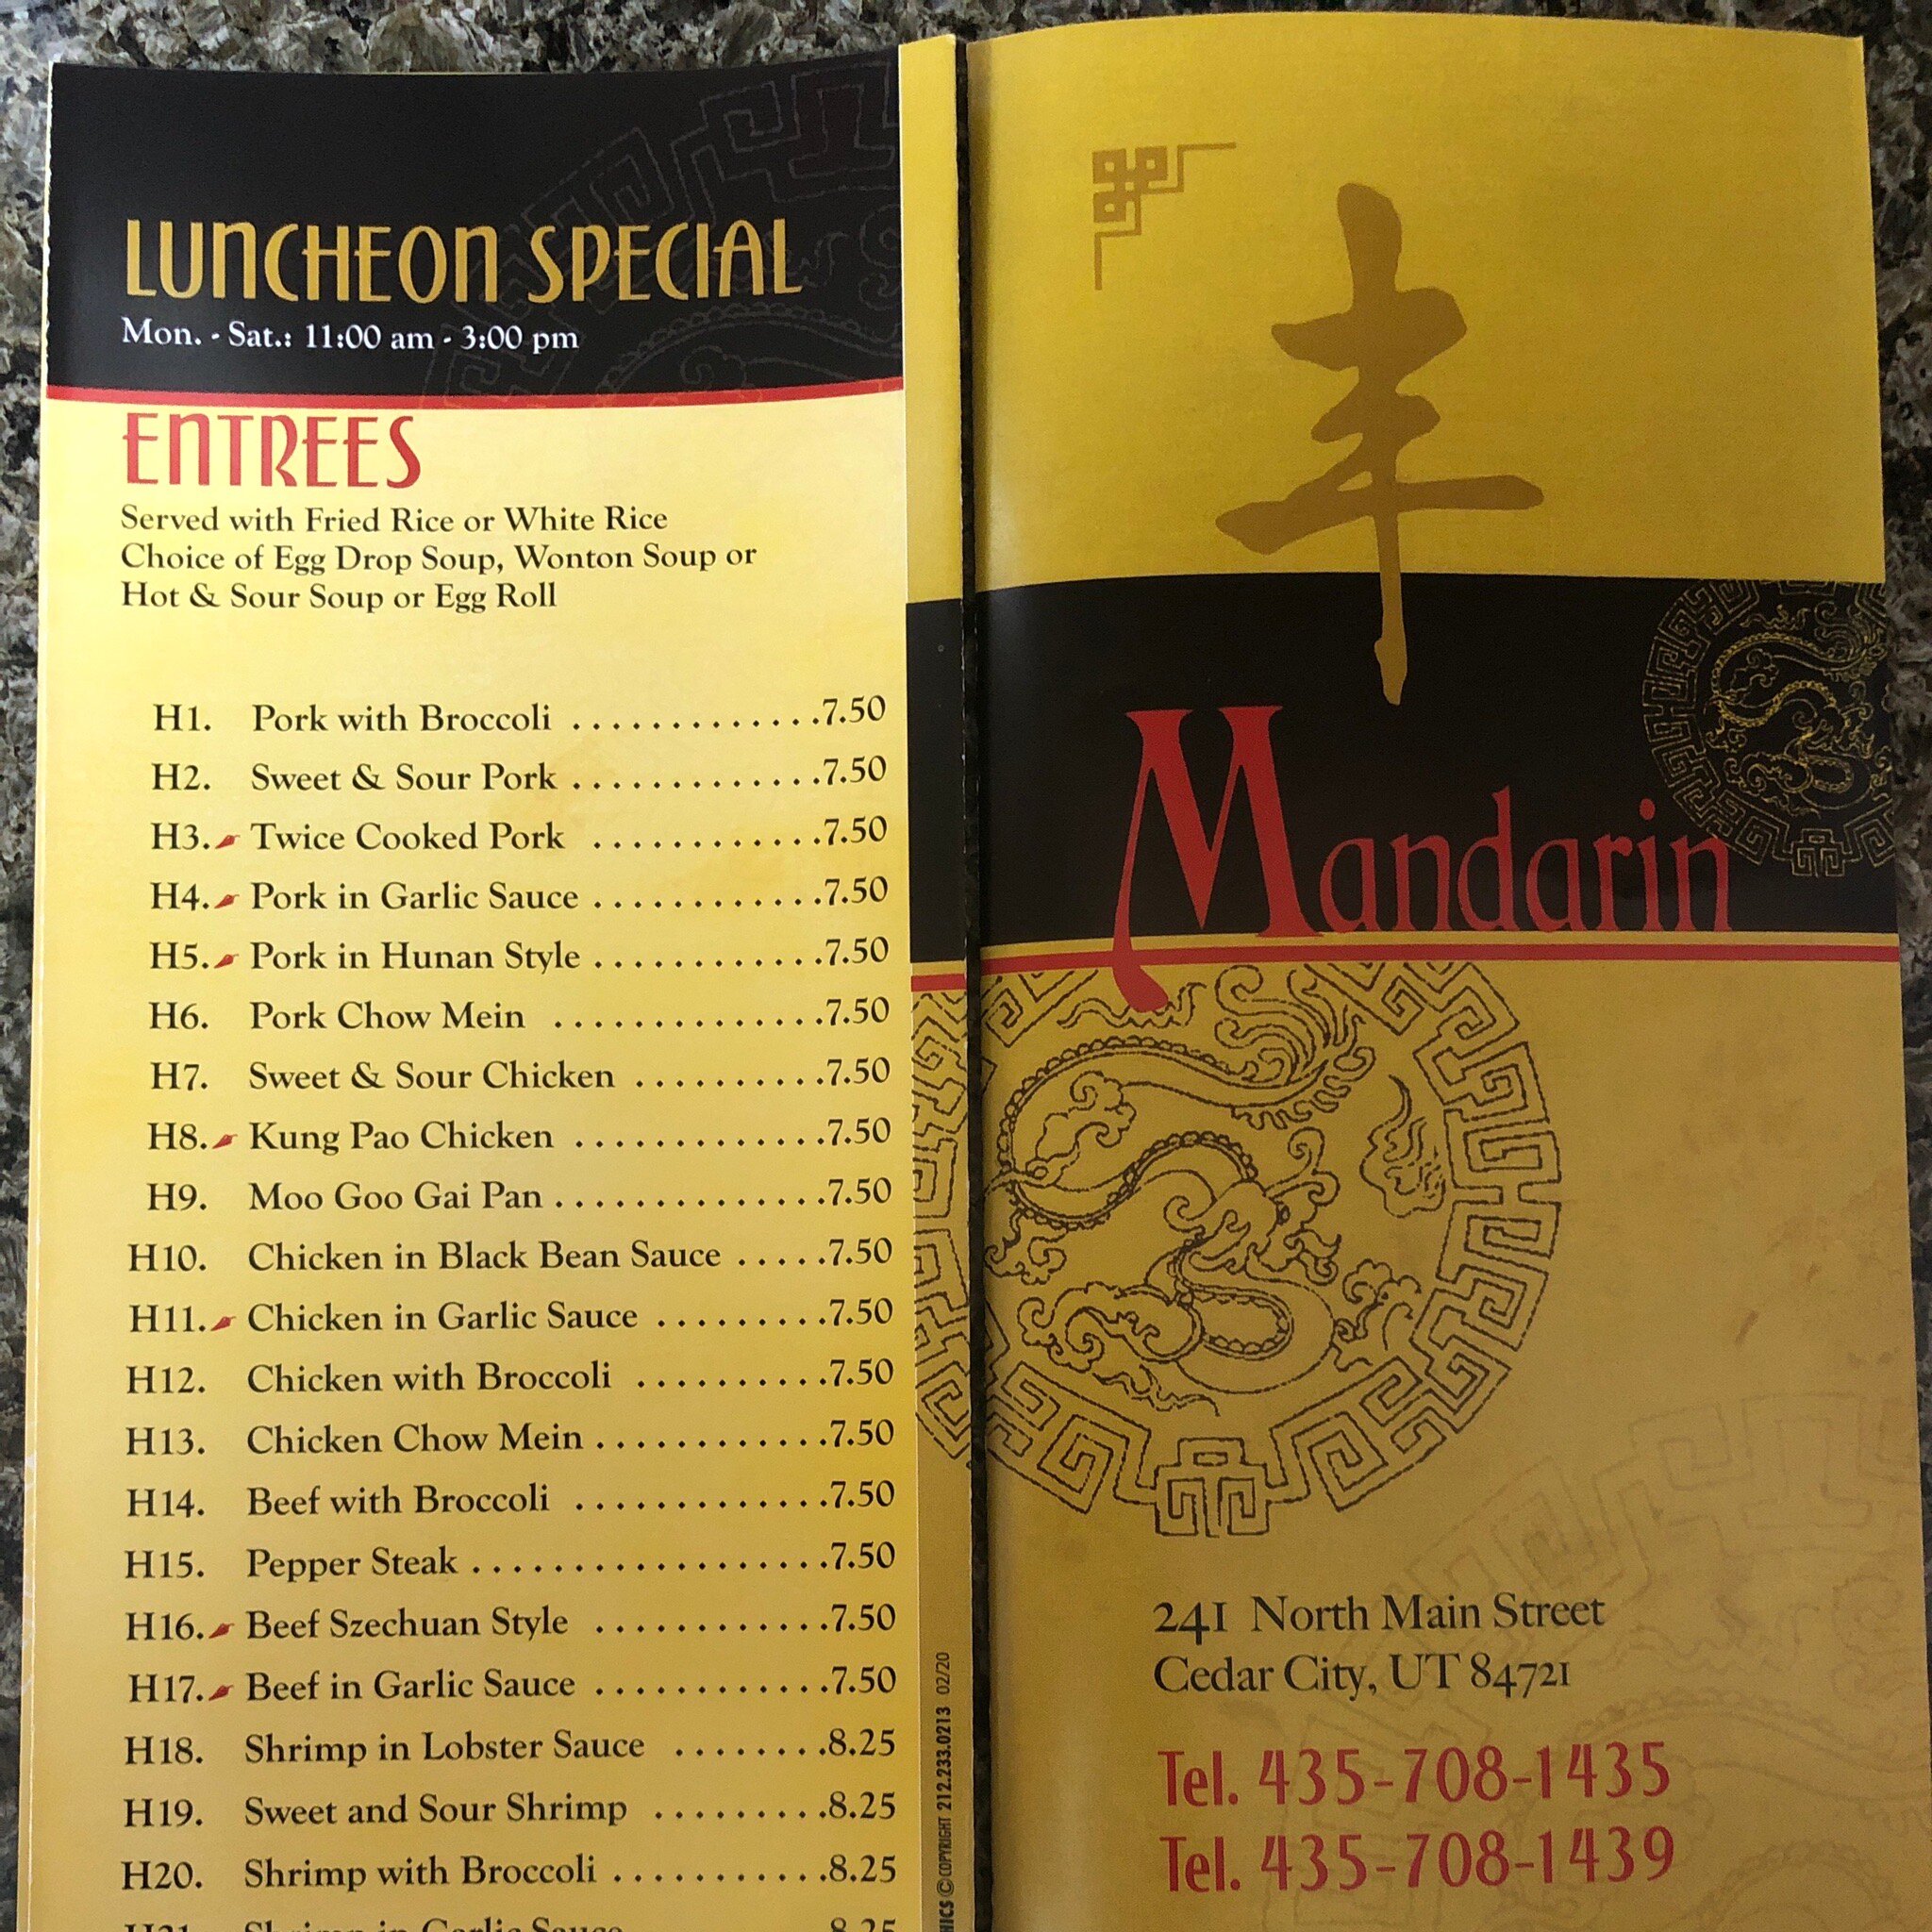 LUNCHEON SPECIAL
Mon. - Sat.: 11:00 am - 3:00 pm
ENTREES
Served with Fried Rice or White Rice
Choice of Egg Drop Soup, Wonton Soup or
Hot & Sour Soup or Egg Roll
H1. Pork with Broccoli .............7.50
H2. Sweet & Sour Pork .............7.50
H3. Twice Cooked Pork ............7.50
H4. Pork in Garlic Sauce ............7.50
H5. Pork in Hunan Style ............7.50
H6. Pork Chow Mein ..............7.50
H7. Sweet & Sour Chicken ..........7.50
H8. Kung Pao Chicken .............7.50
H9. Moo Goo Gai Pan ..............7.50
H10. Chicken in Black Bean Sauce .....7.50
H11. Chicken in Garlic Sauce .........7.50
H12. Chicken with Broccoli ..........7.50
H13. Chicken Chow Mein ............7.50
H14. Beef with Broccoli .............7.50
H15. Pepper Steak ..................7.50
H16. Beef Szechuan Style ............7.50
H17. Beef in Garlic Sauce ............7.50
H18. Shrimp in Lobster Sauce ........8.25
H19. Sweet and Sour Shrimp .........8.25
H20. Shrimp with Broccoli ...........8.25
H21. Shrimp in Garlic Sauce 8.25
HICS © COPYRIGHT 212.233.0213 02/20
丰
Mandarin
241 North Main Street
Cedar City, UT 84721
Tel. 435-708-1435
Tel. 435-708-1439